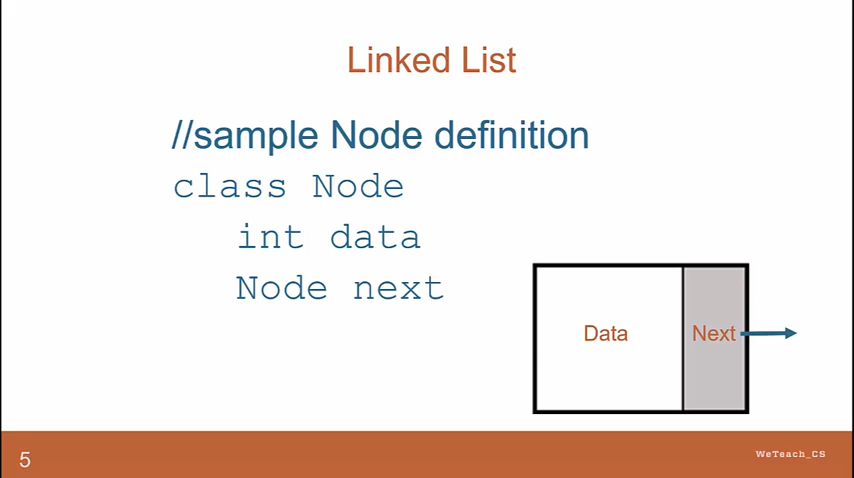 Linked List
//sample Node definition
class Node
int data
Node next
Data
Next
5
WeTeach_CS